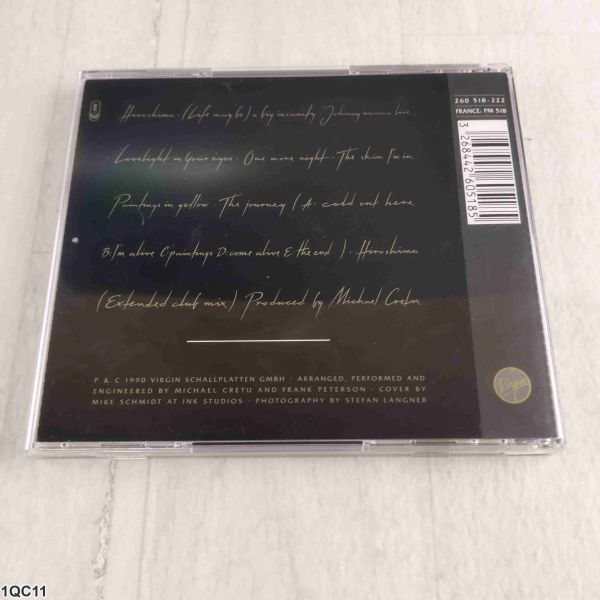 Hiroshima · (Life maybe) a big insanity · Johnny wanna live
Lovelight in your eyes · One more night · The skin I'm in
Paintings in yellow · The journey (A: cold out here
B: I'm alive C: paintings D: come alive E: the end) · Hiroshima
(Extended club mix) Produced by Michael Cretu
P & C 1990 VIRGIN SCHALLPLATTEN GMBH · ARRANGED, PERFORMED AND
ENGINEERED BY MICHAEL CRETU AND FRANK PETERSON · COVER BY
MIKE SCHMIDT AT INK STUDIOS · PHOTOGRAPHY BY STEFAN LANGNER
260 518-222
FRANCE: PM 518
3 268442 605185
Virgin
1QC11